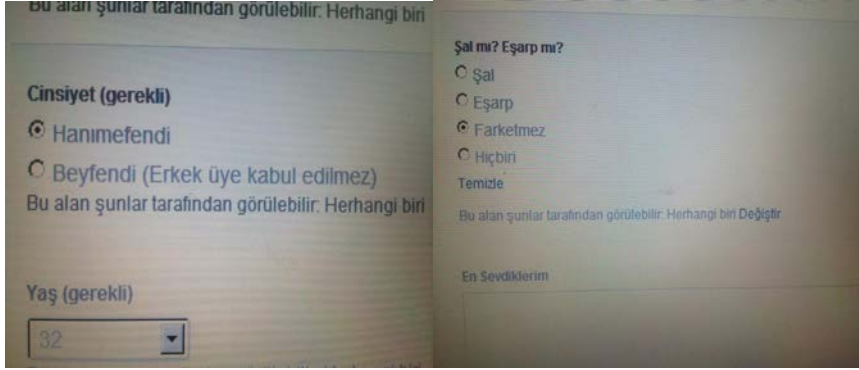 Bu alan şunlar tarafından görülebilir: Herhangi biri
Cinsiyet (gerekli)
Hanımefendi
Beyfendi (Erkek üye kabul edilmez)
Bu alan şunlar tarafından görülebilir: Herhangi biri
Yaş (gerekli)
32
Şal mı? Eşarp mı?
Şal
Eşarp
Farketmez
Hiçbiri
Temizle
Bu alan şunlar tarafından görülebilir: Herhangi biri Değiştir
En Sevdiklerim